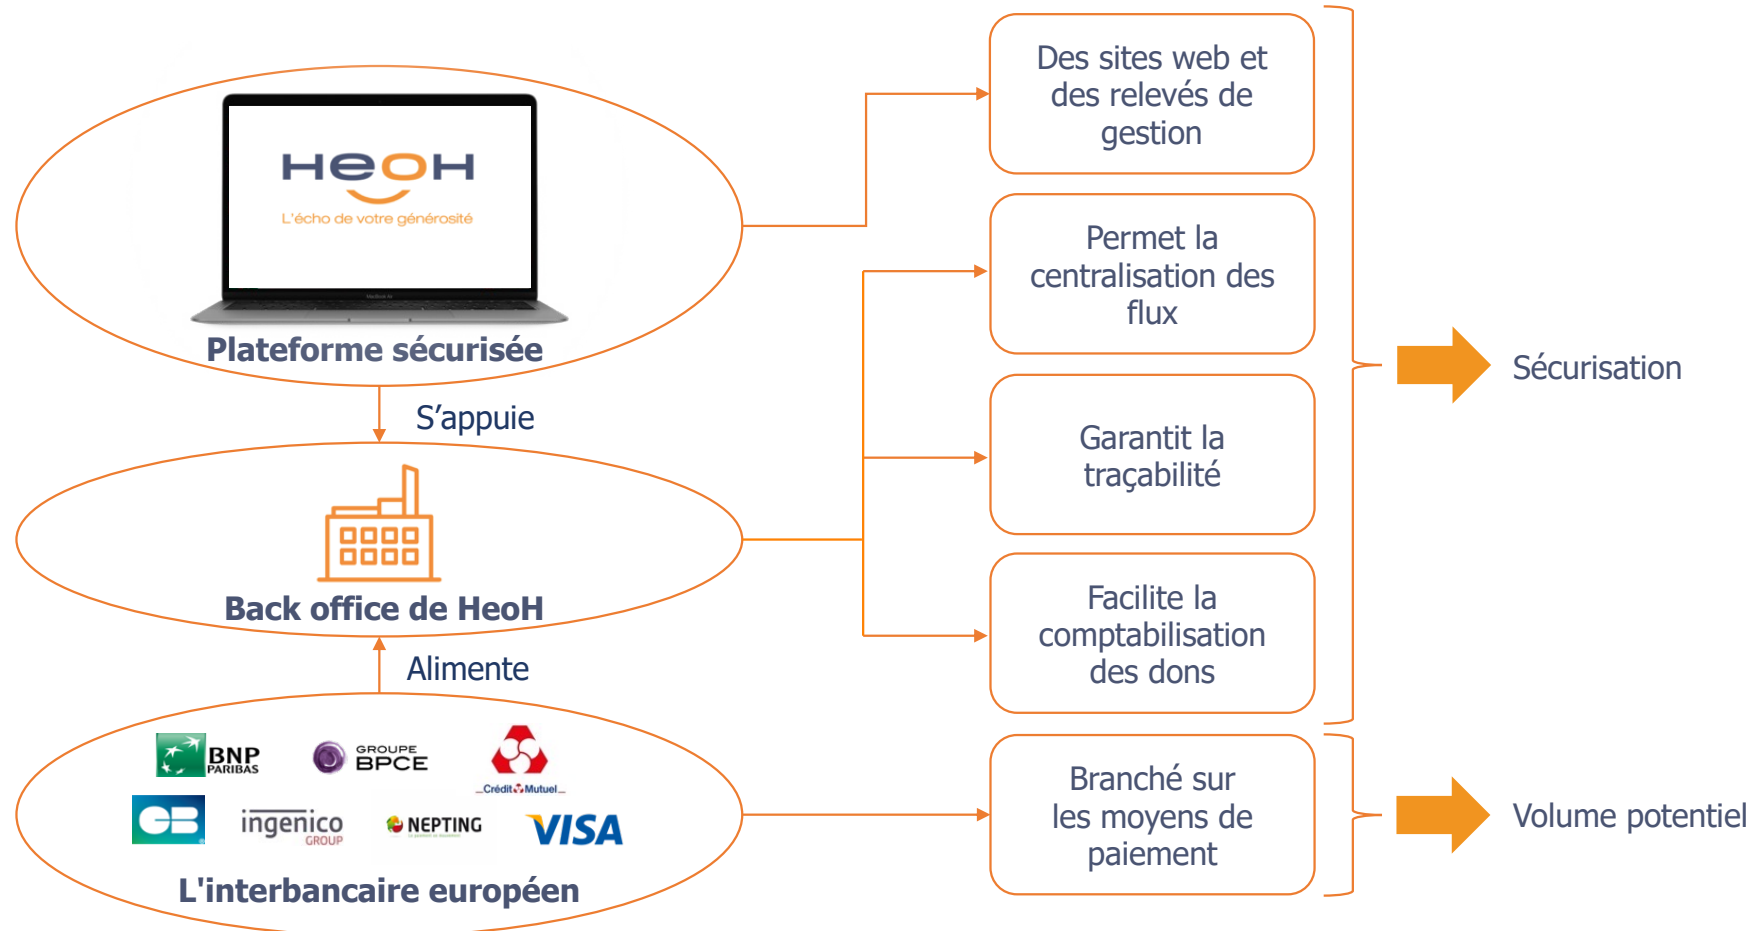 HeoH
L'écho de votre générosité
Plateforme sécurisée
S’appuie
Back office de HeoH
Alimente
BNP
PARIBAS
GROUPE
BPCE
Crédit Mutuel
CB
ingenico
GROUP
NEPTING
VISA
L'interbancaire européen
Des sites web et
des relevés de
gestion
Permet la
centralisation des
flux
Garantit la
traçabilité
Facilite la
comptabilisation
des dons
Branché sur
les moyens de
paiement
Sécurisation
Volume potentiel